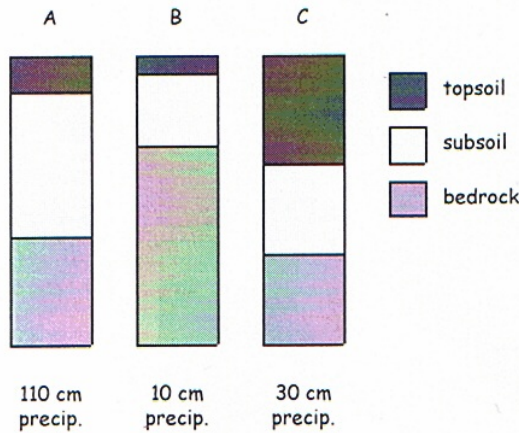 A B C
topsoil
subsoil
bedrock
110 cm 10 cm 30 cm
precip. precip. precip.